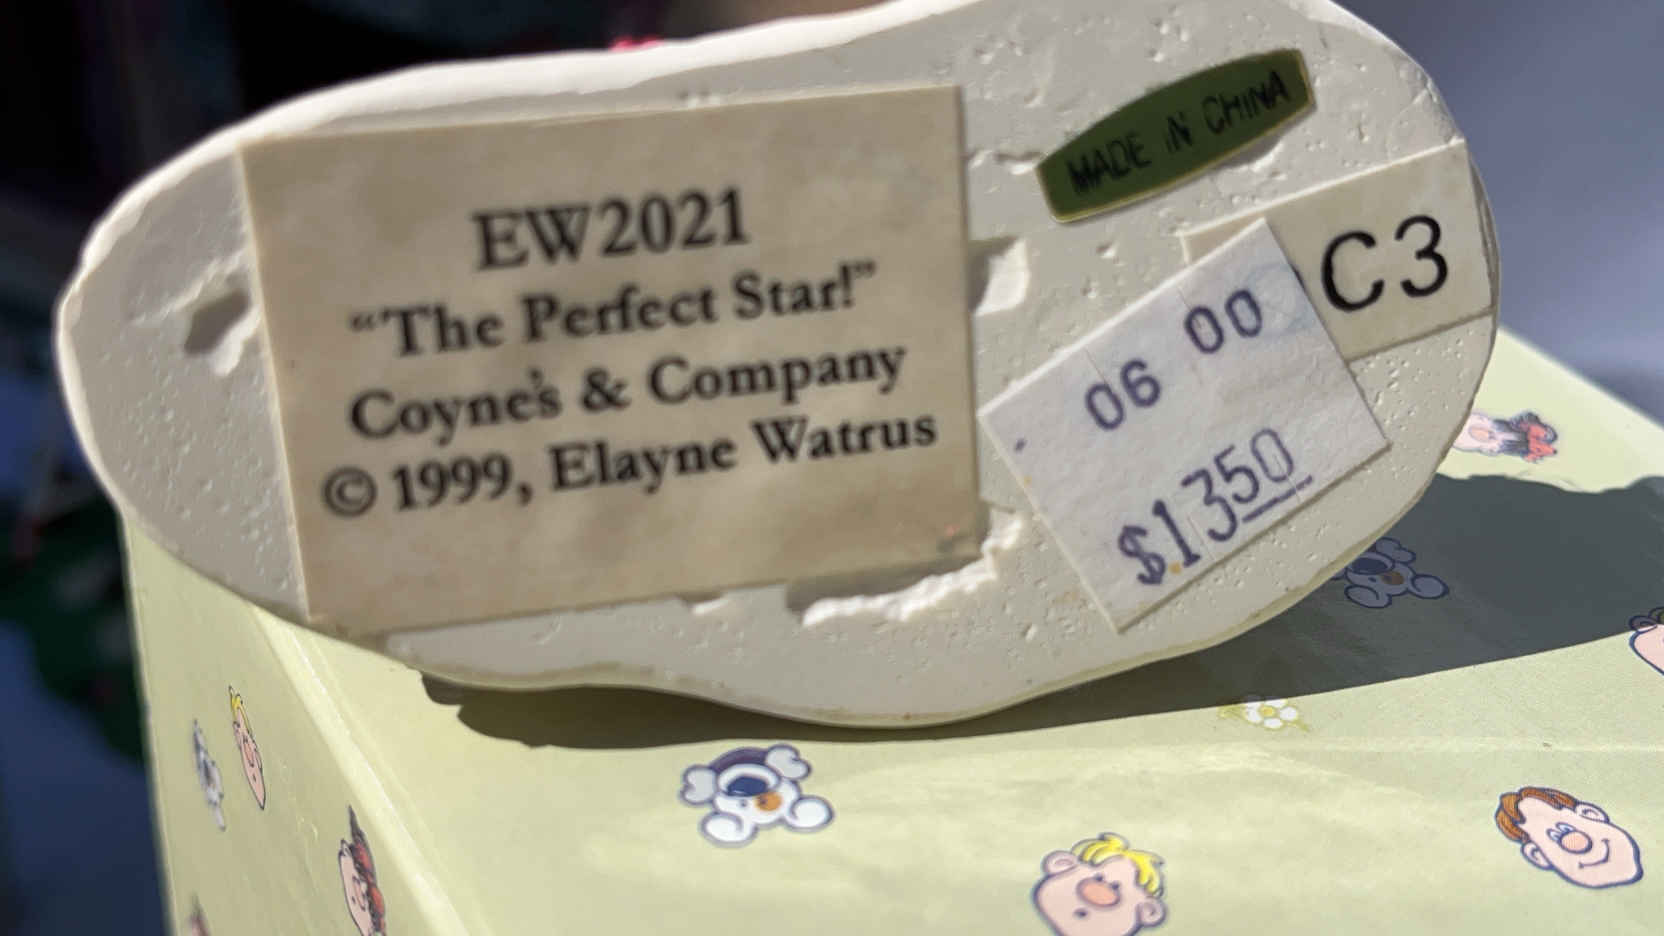 EW2021
“The Perfect Star!”
Coyne's & Company
© 1999, Elayne Watrus
MADE IN CHINA
C3
06 00
$1350